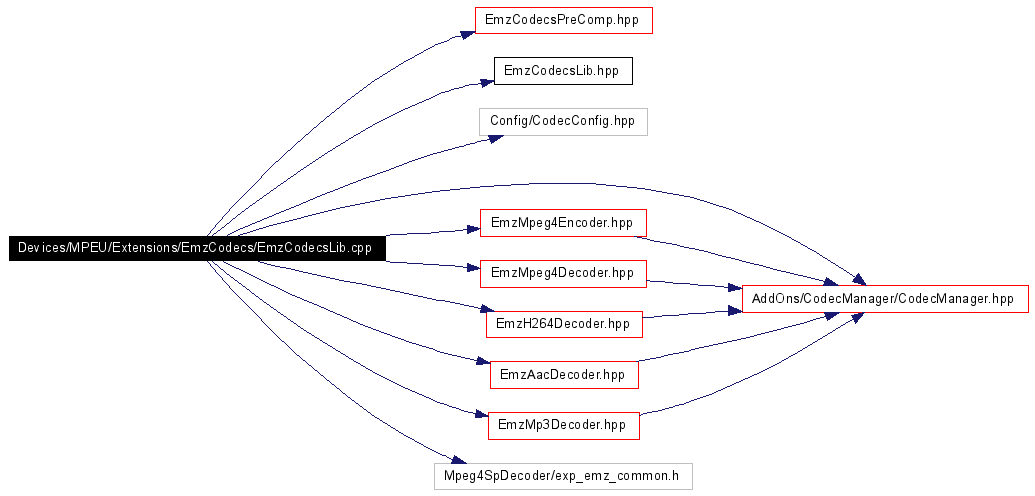 EmzCodecsPreComp.hpp
EmzCodecsLib.hpp
Config/CodecConfig.hpp
EmzMpeg4Encoder.hpp
Devices/MPEU/Extensions/EmzCodecs/EmzCodecsLib.cpp
EmzMpeg4Decoder.hpp
AddOns/CodecManager/CodecManager.hpp
EmzH264Decoder.hpp
EmzAacDecoder.hpp
EmzMp3Decoder.hpp
Mpeg4SpDecoder/exp_emz_common.h